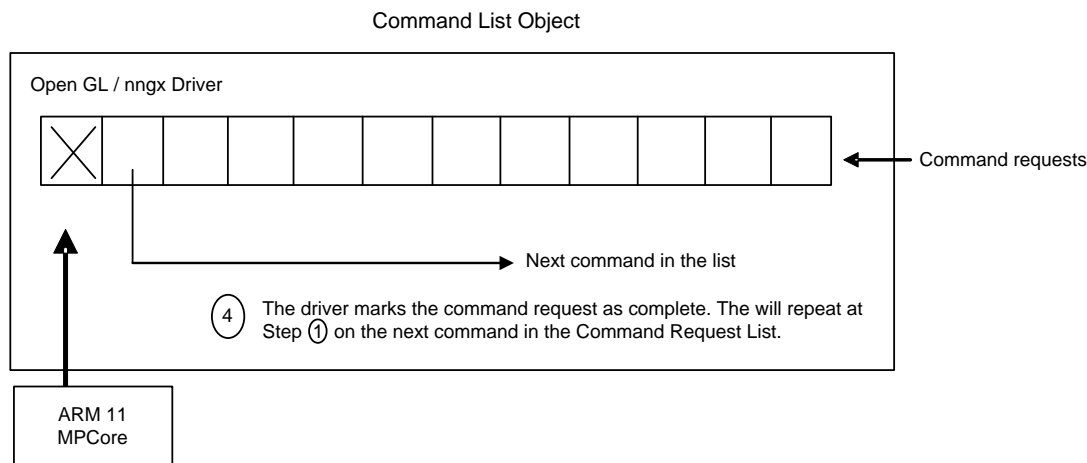 Command List Object
Open GL / nngx Driver
Command requests
Next command in the list
4 The driver marks the command request as complete. The will repeat at
Step 1 on the next command in the Command Request List.
ARM 11
MPCore